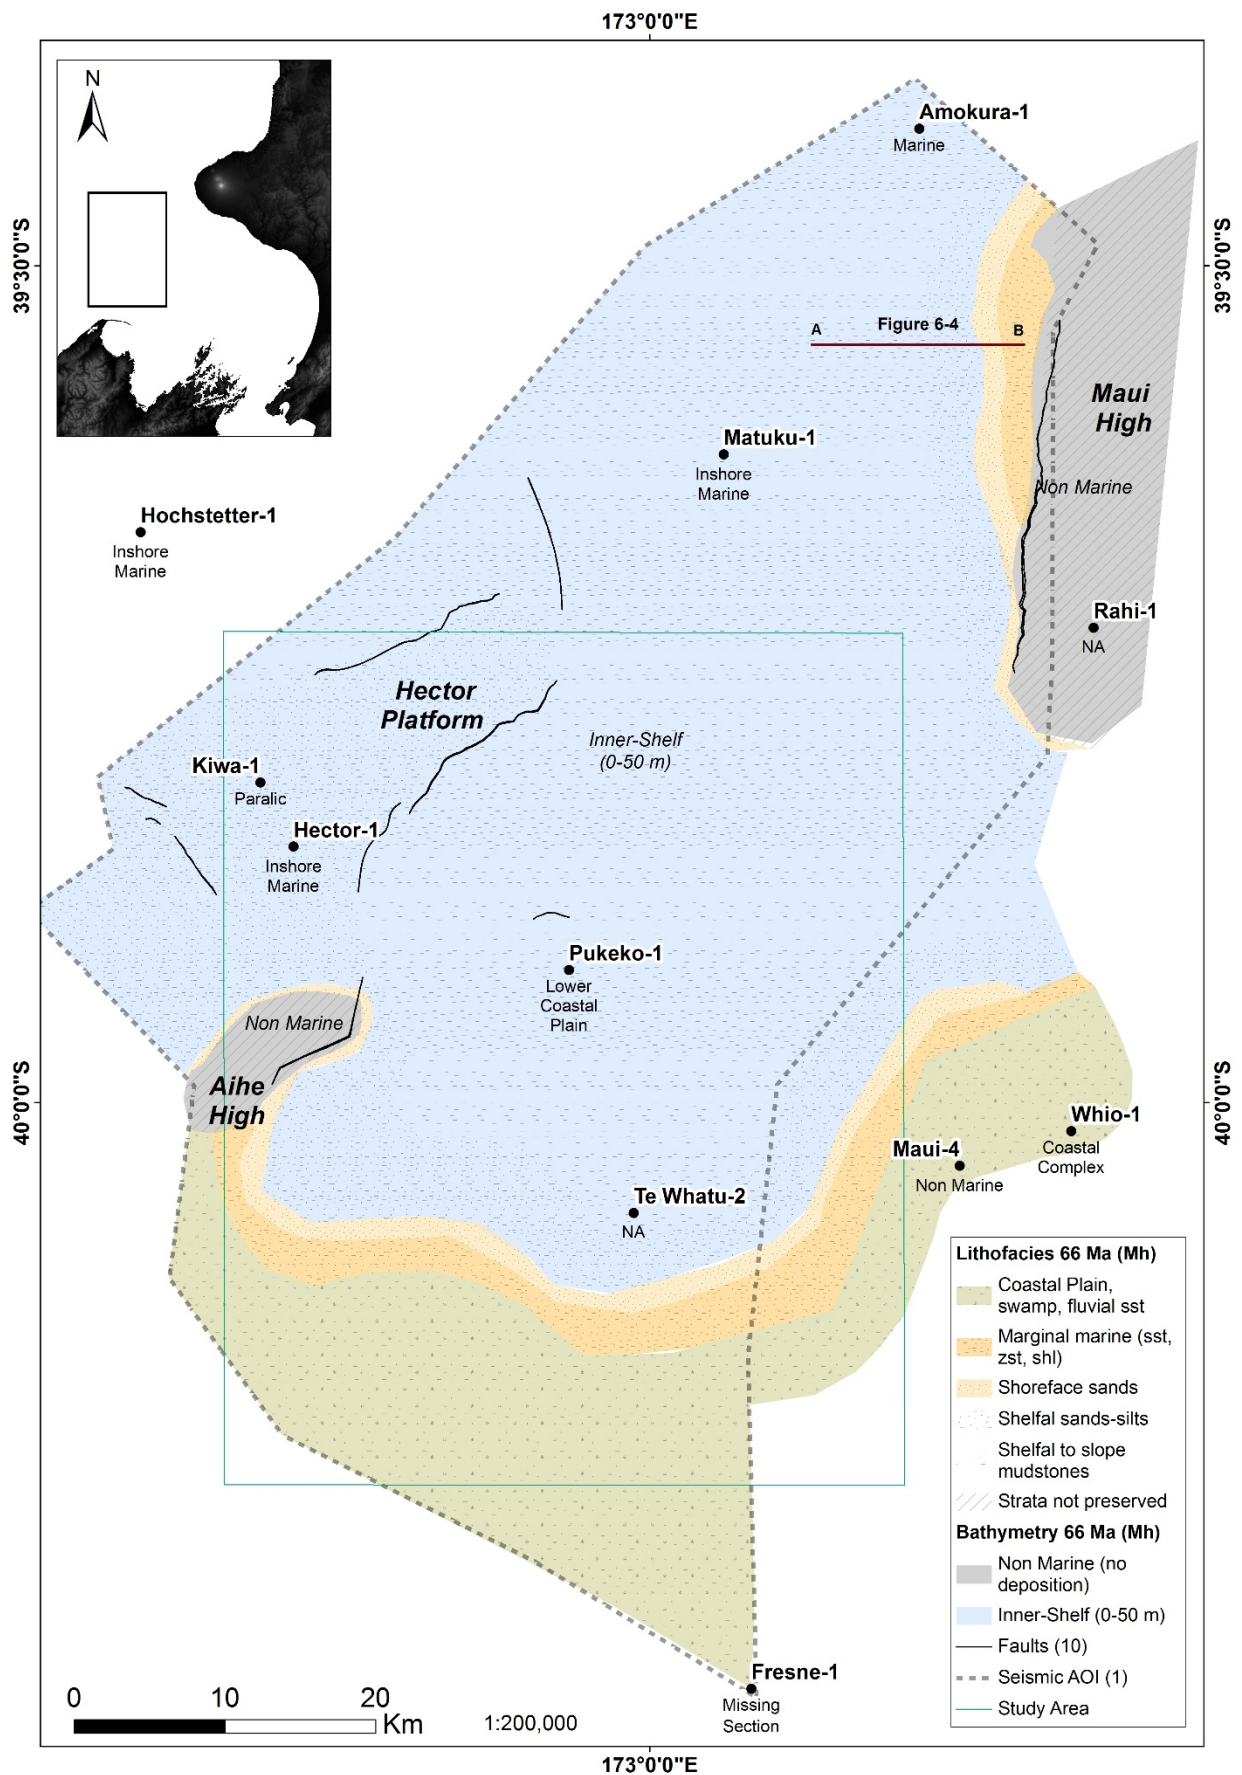 173°0'0"E
N
Amokura-1
Marine
39°30'0"S
39°30'0"S
A
Figure 6-4
B
Maui
High
Matuku-1
Inshore
Marine
Non Marine
Hochstetter-1
Inshore
Marine
Rahi-1
NA
Hector
Platform
Inner-Shelf
(0-50 m)
Kiwa-1
Paralic
Hector-1
Inshore
Marine
Pukeko-1
Lower
Coastal
Plain
Non Marine
Aihe
High
40°0'0"S
40°0'0"S
Whio-1
Coastal
Complex
Maui-4
Non Marine
Te Whatu-2
NA
Lithofacies 66 Ma (Mh)
Coastal Plain,
swamp, fluvial sst
Marginal marine (sst,
zst, shl)
Shoreface sands
Shelfal sands-silts
Shelfal to slope
mudstones
Strata not preserved
Bathymetry 66 Ma (Mh)
Non Marine (no
deposition)
Inner-Shelf (0-50 m)
Faults (10)
Seismic AOI (1)
Study Area
Fresne-1
Missing
Section
0 10 20
Km
1:200,000
173°0'0"E